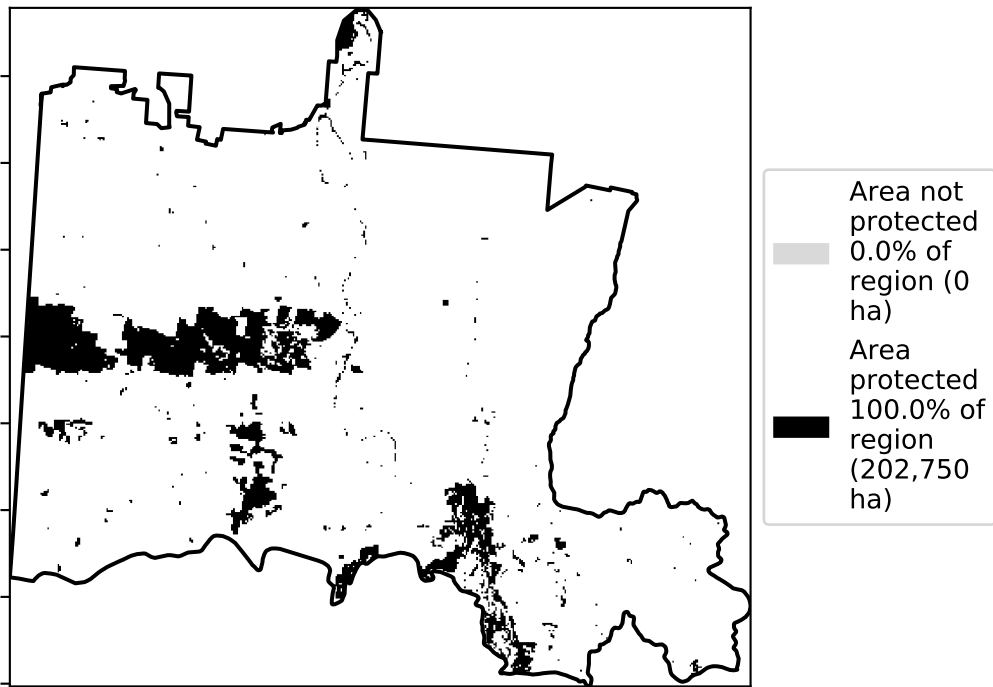 Area not
protected
0.0% of
region (0
ha)
Area
protected
100.0% of
region
(202,750
ha)